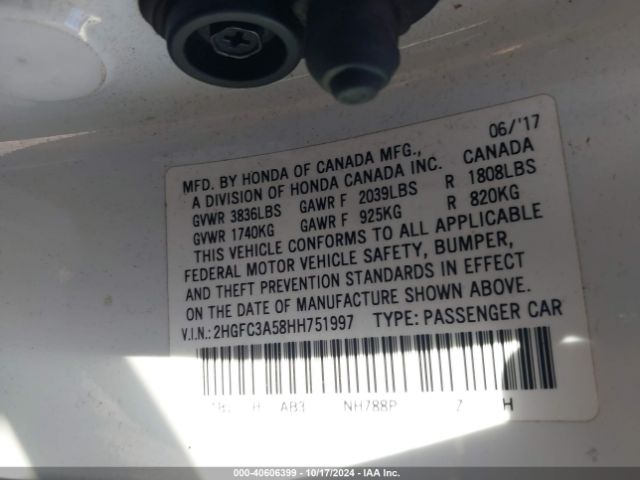 06/'17
MFD. BY HONDA OF CANADA MFG., CANADA
A DIVISION OF HONDA CANADA INC.
GVWR 3836LBS GAWR F 2039LBS R 1808LBS
GVWR 1740KG GAWR F 925KG R 820KG
THIS VEHICLE CONFORMS TO ALL APPLICABLE
FEDERAL MOTOR VEHICLE SAFETY, BUMPER,
AND THEFT PREVENTION STANDARDS IN EFFECT
ON THE DATE OF MANUFACTURE SHOWN ABOVE.
V.I.N.: 2HGFC3A58HH751997 TYPE: PASSENGER CAR
AB3 NH788P Z H
000-40606399 | 10/17/2024 | IAA Inc.